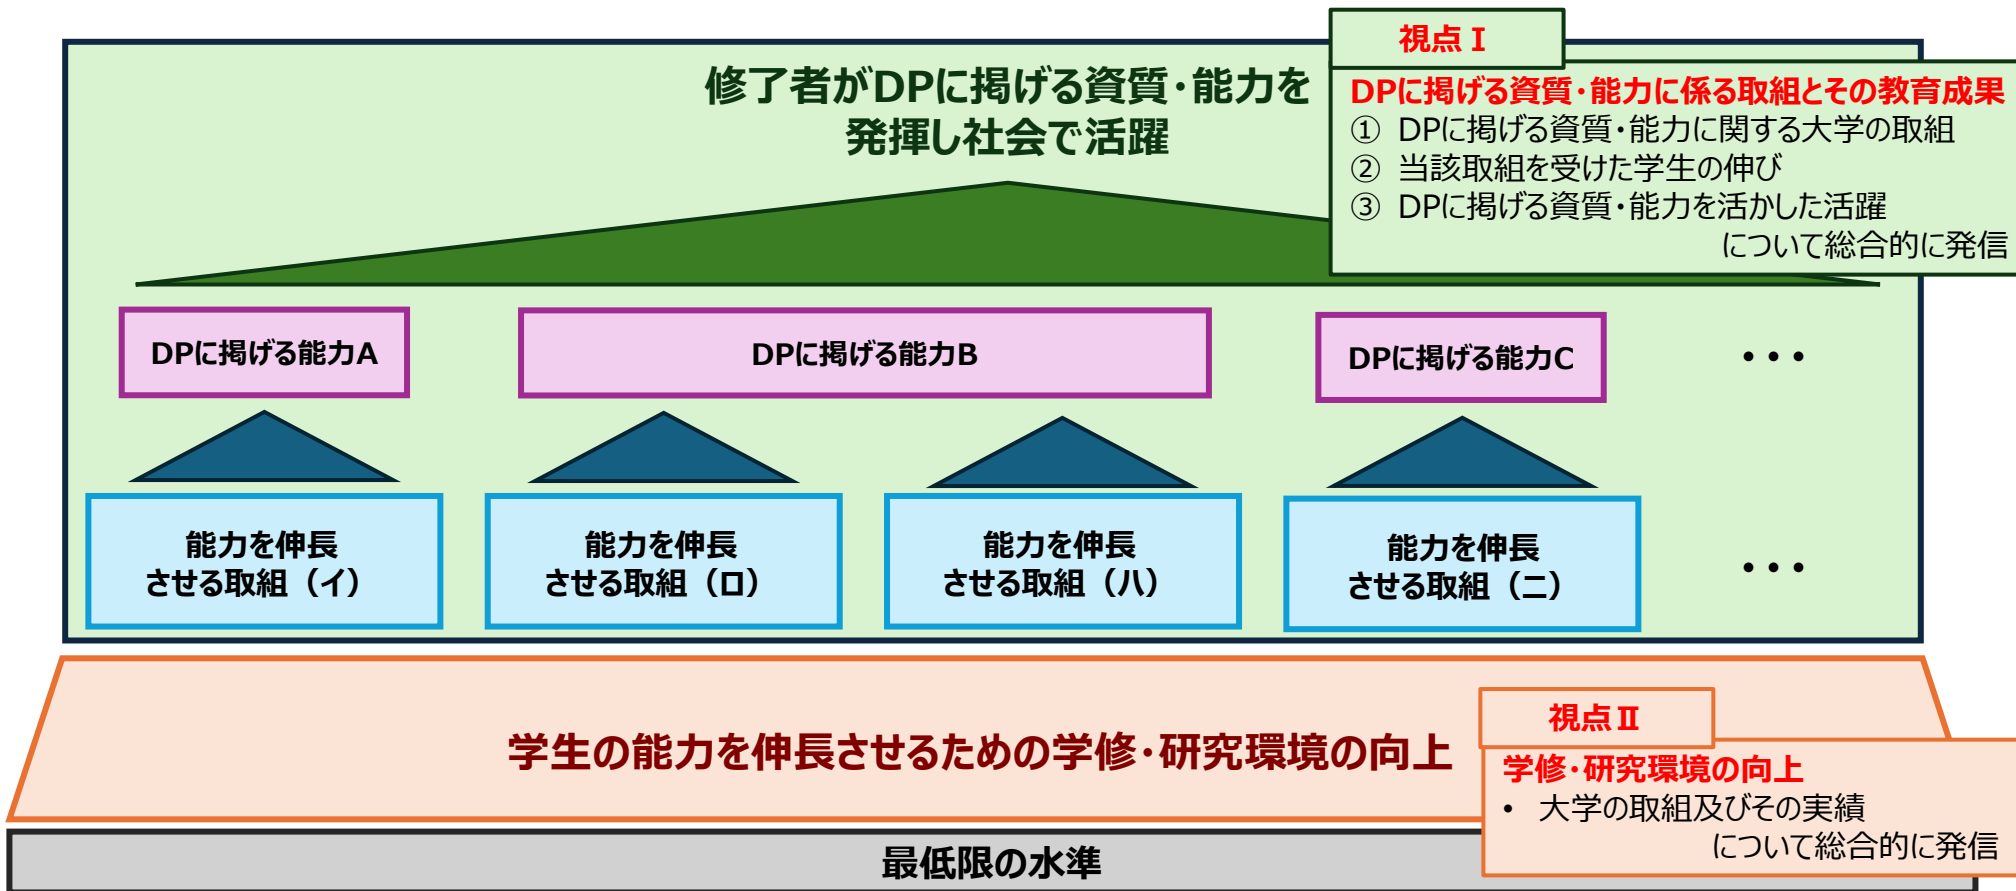 視点Ⅰ
修了者がDPに掲げる資質・能力を
発揮し社会で活躍
DPに掲げる資質・能力に係る取組とその教育成果
① DPに掲げる資質・能力に関する大学の取組
② 当該取組を受けた学生の伸び
③ DPに掲げる資質・能力を活かした活躍
について総合的に発信
DPに掲げる能力A
DPに掲げる能力B
DPに掲げる能力C
・・・
能力を伸長
させる取組（イ）
能力を伸長
させる取組（ロ）
能力を伸長
させる取組（ハ）
能力を伸長
させる取組（ニ）
・・・
学生の能力を伸長させるための学修・研究環境の向上
視点Ⅱ
学修・研究環境の向上
• 大学の取組及びその実績
について総合的に発信
最低限の水準